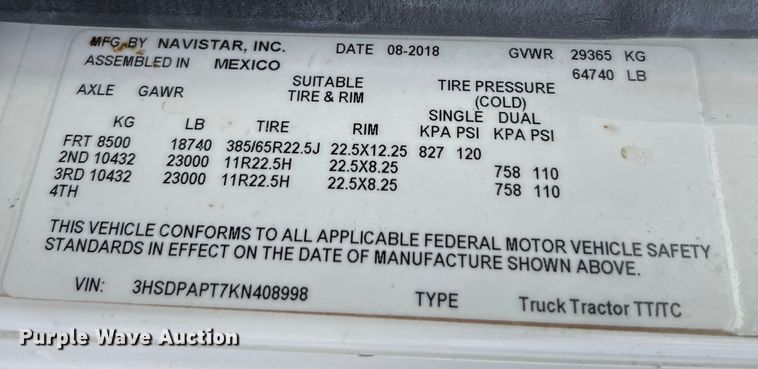 MFG BY NAVISTAR, INC. DATE 08-2018 GVWR 29365 KG
ASSEMBLED IN MEXICO 64740 LB
AXLE GAWR SUITABLE TIRE & RIM TIRE PRESSURE (COLD)
SINGLE DUAL
KG LB TIRE RIM KPA PSI KPA PSI
FRT 8500 18740 385/65R22.5J 22.5X12.25 827 120
2ND 10432 23000 11R22.5H 22.5X8.25 758 110
3RD 10432 23000 11R22.5H 22.5X8.25 758 110
4TH
THIS VEHICLE CONFORMS TO ALL APPLICABLE FEDERAL MOTOR VEHICLE SAFETY
STANDARDS IN EFFECT ON THE DATE OF MANUFACTURE SHOWN ABOVE.
VIN: 3HSDPAPT7KN408998 TYPE Truck Tractor TT/TC
Purple Wave Auction